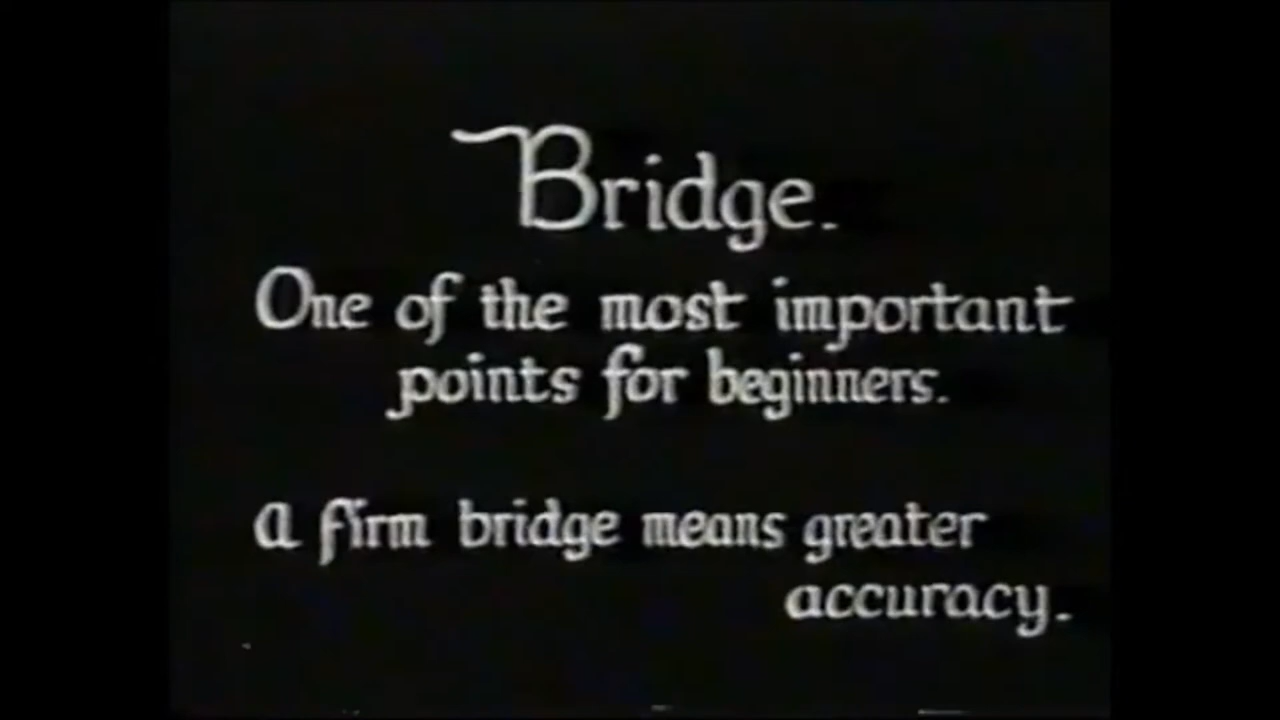 Bridge.
One of the most important
points for beginners.
a firm bridge means greater
accuracy.